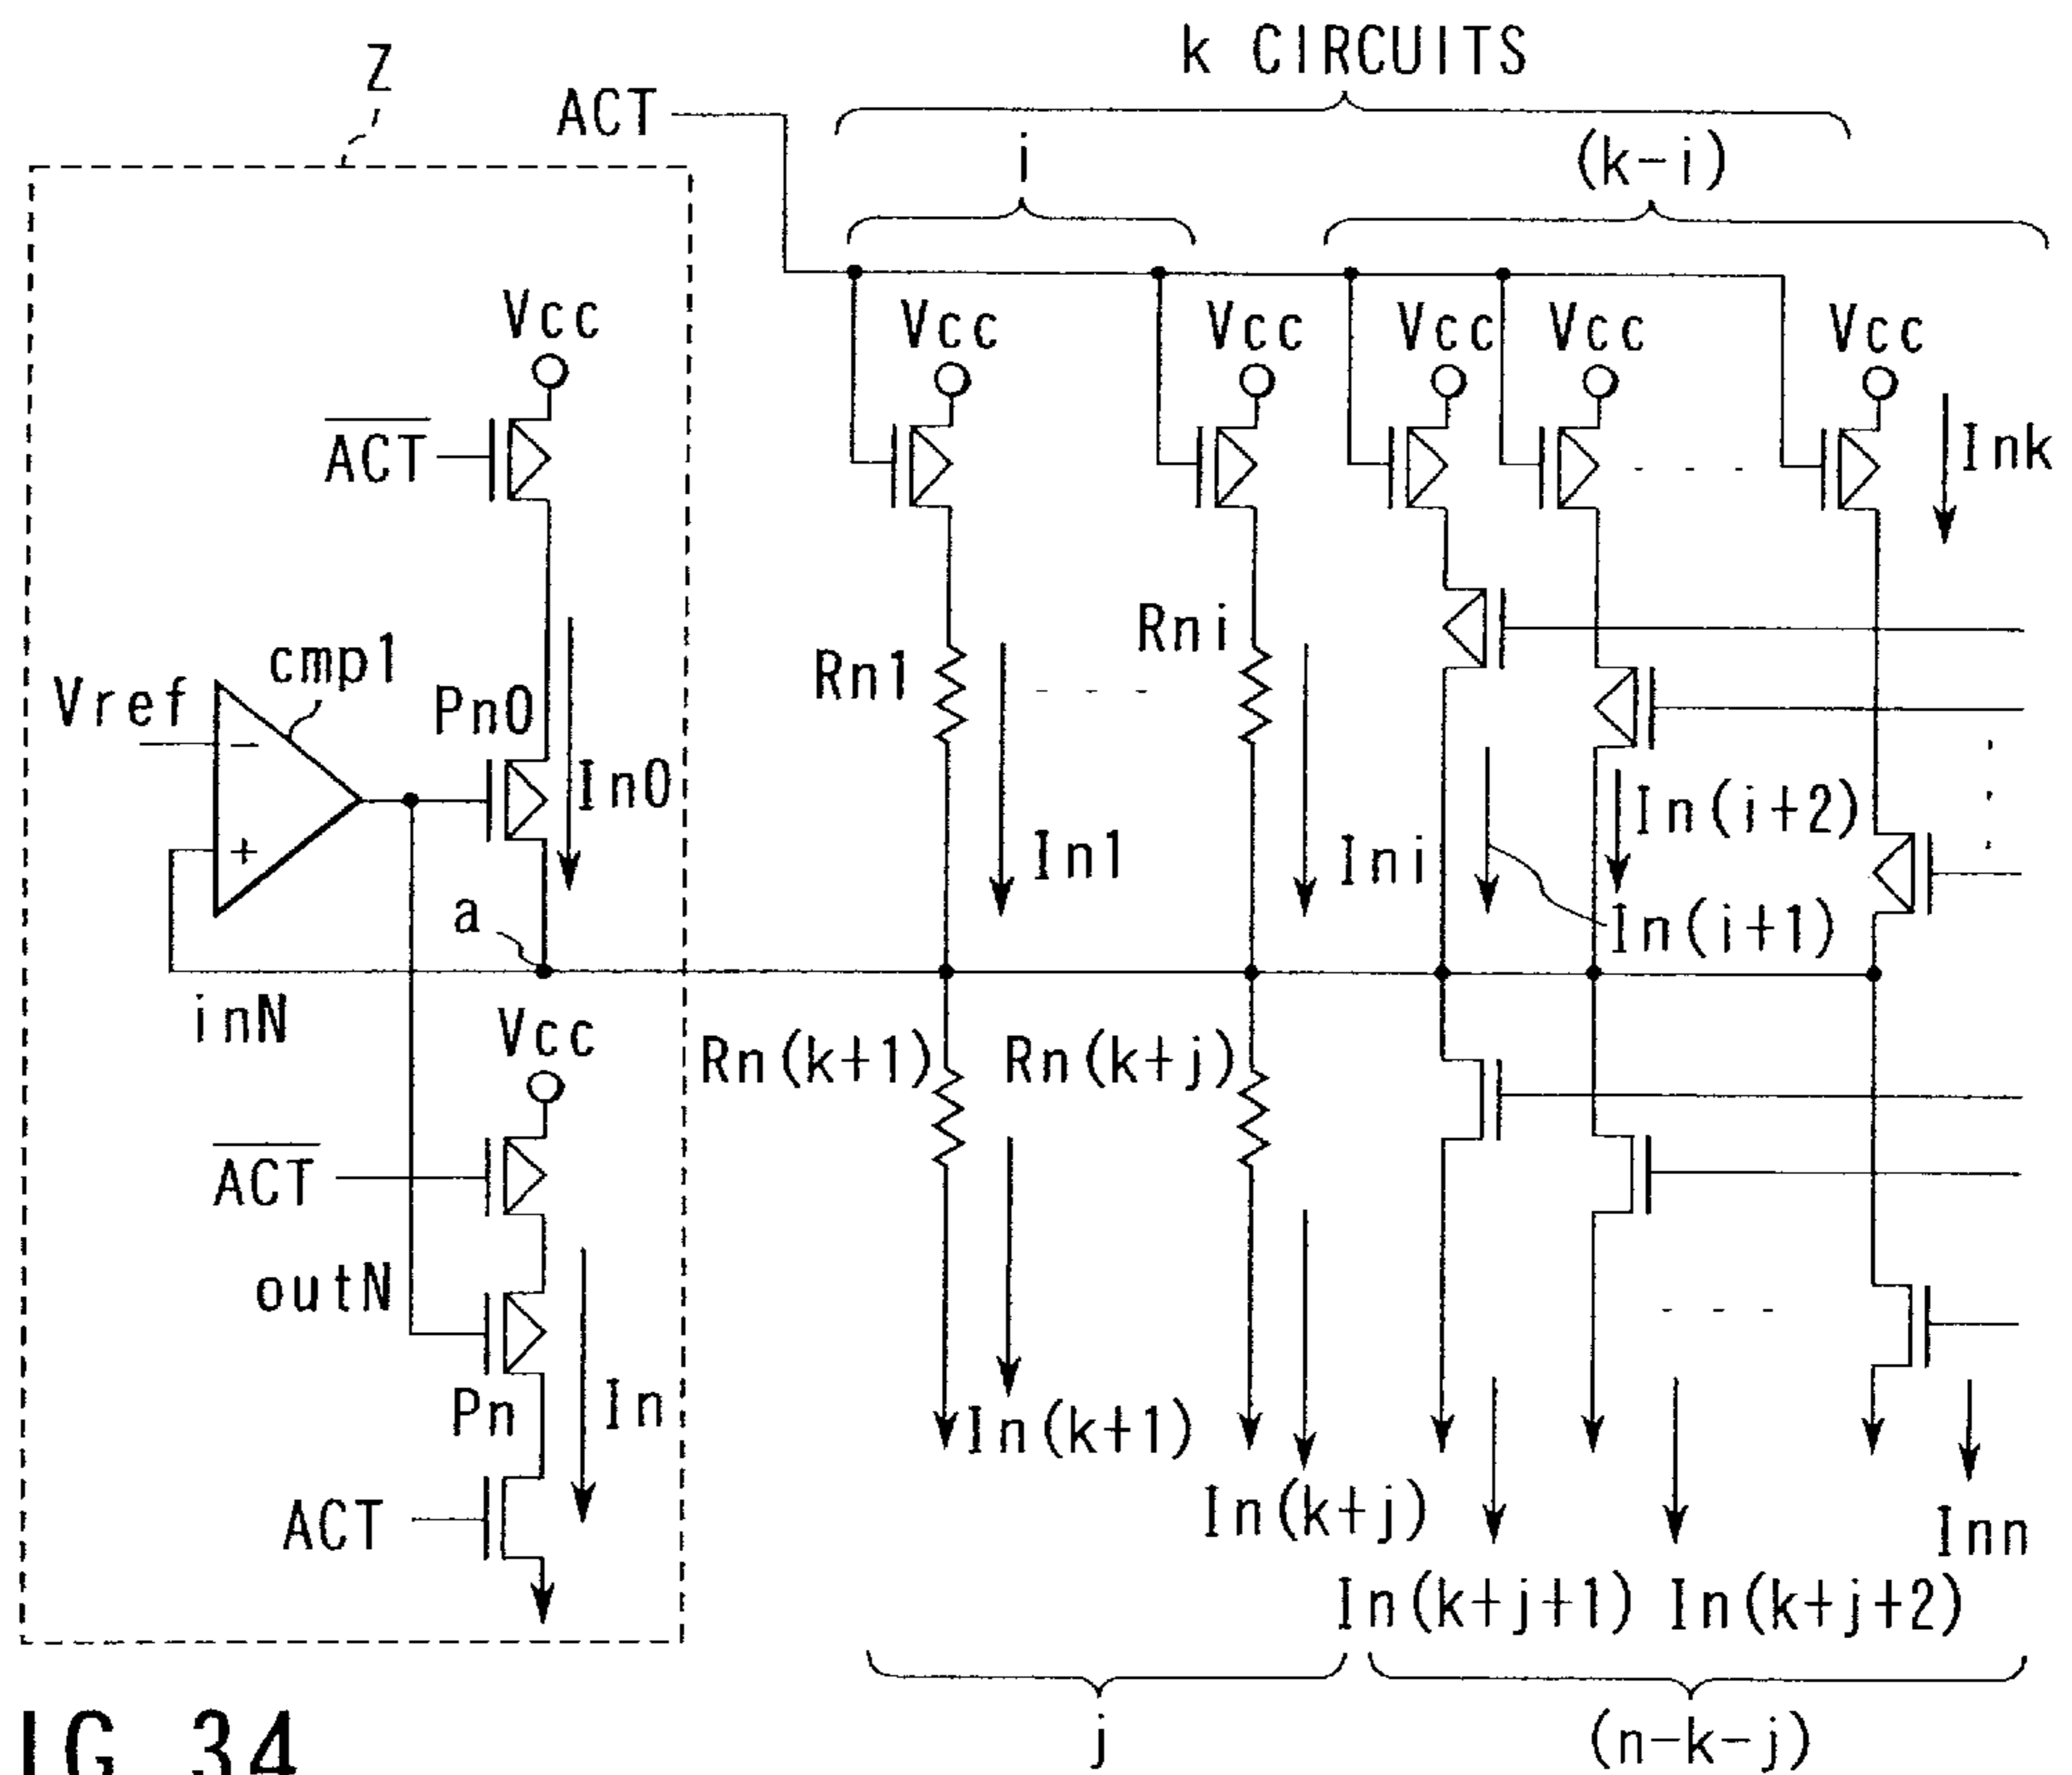 k CIRCUITS
Z
ACT
i
(k-i)
Vcc
Vcc
Vcc
Vcc
Vcc
Vcc
ACT
Ink
cmp1
Vref
Pn0
Rn1
Rni
−
+
In0
In1
Ini
In(i+2)
In(i+1)
a
inN
Vcc
Rn(k+1)
Rn(k+j)
ACT
outN
Pn
In
In(k+1)
In(k+j)
ACT
Inn
In(k+j+1)
In(k+j+2)
j
(n-k-j)
IG 34